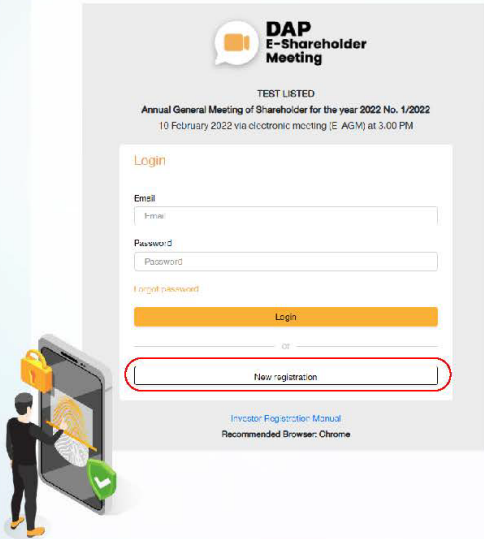 DAP
E-Shareholder
Meeting
TEST LISTED
Annual General Meeting of Shareholder for the year 2022 No. 1/2022
10 February 2022 via electronic meeting (E-AGM) at 3.00 PM
Login
Email
Email
Password
Password
Forgot password
Login
or
New registration
Investor Registration Manual
Recommended Browser: Chrome